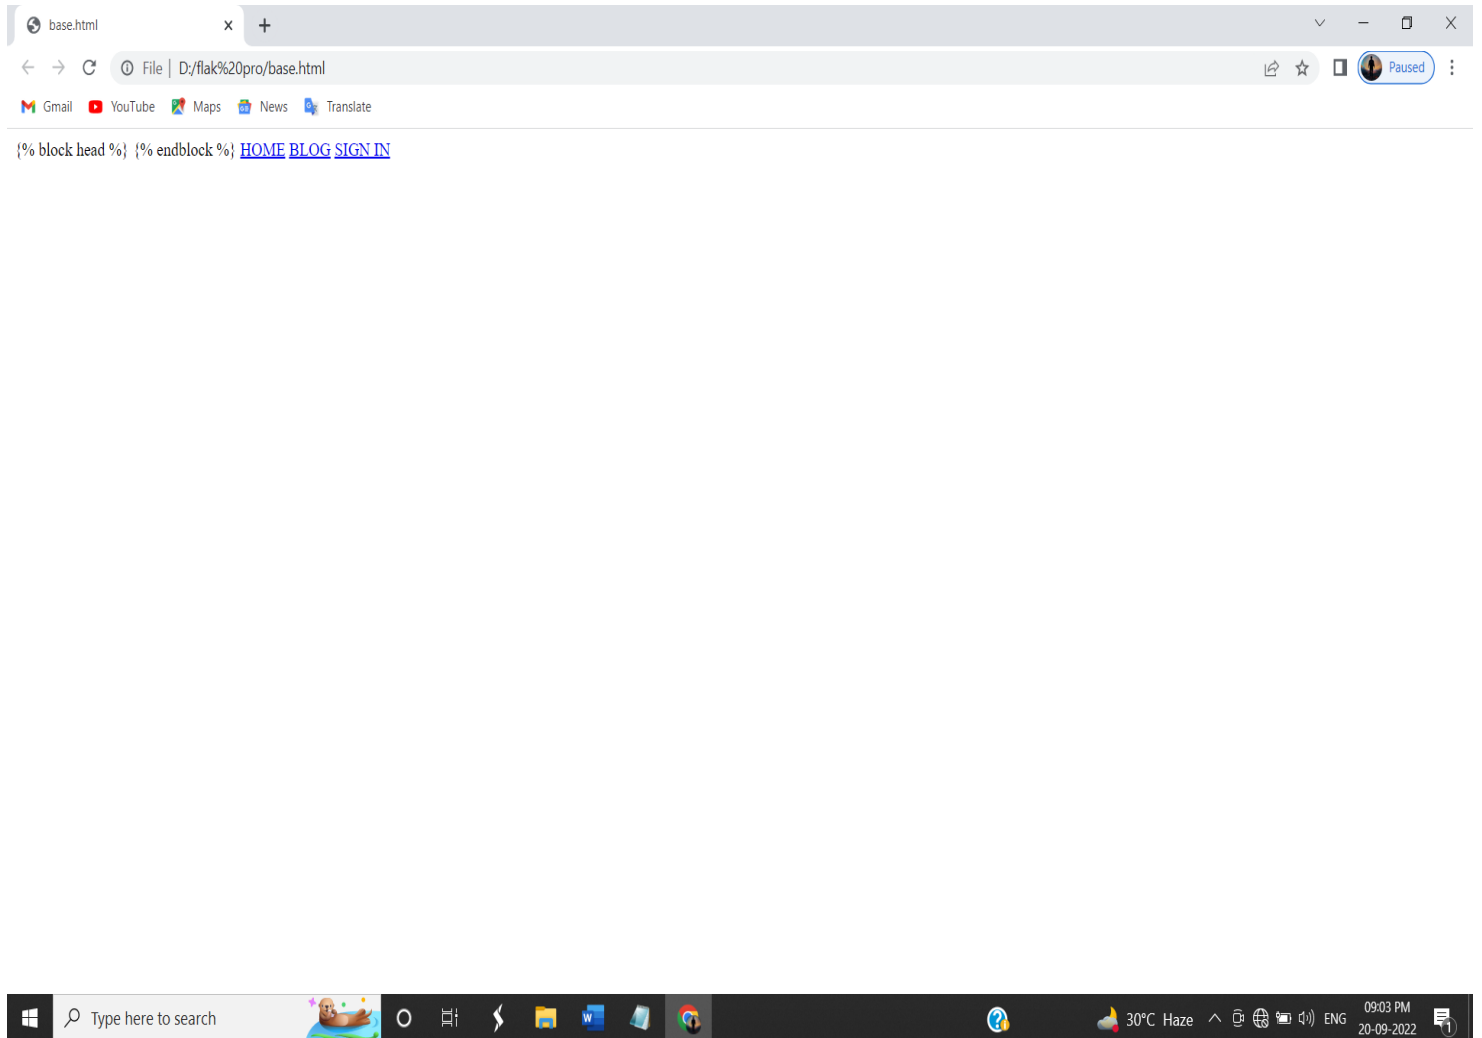 base.html
File | D:/flak%20pro/base.html
Paused
Gmail YouTube Maps News Translate
{% block head %} {% endblock %} HOME BLOG SIGN IN
Type here to search
30°C Haze
ENG
09:03 PM
20-09-2022
1